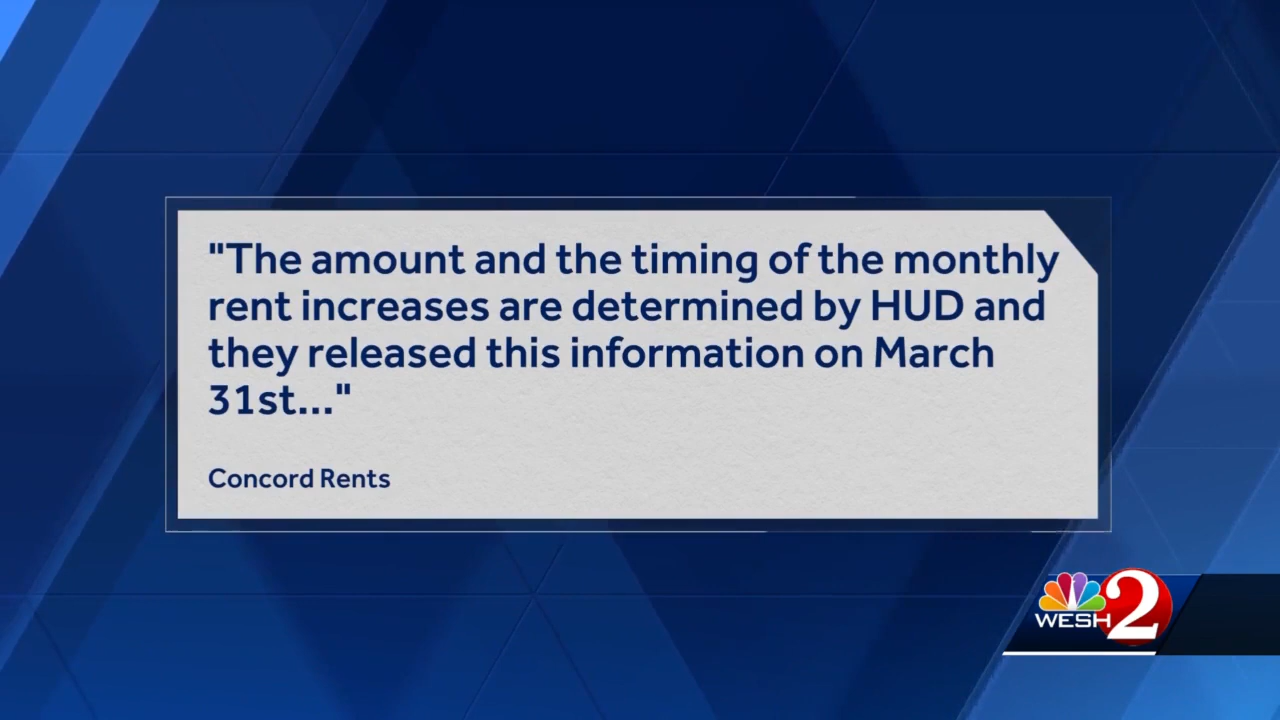 "The amount and the timing of the monthly
rent increases are determined by HUD and
they released this information on March
31st..."
Concord Rents
WESH 2